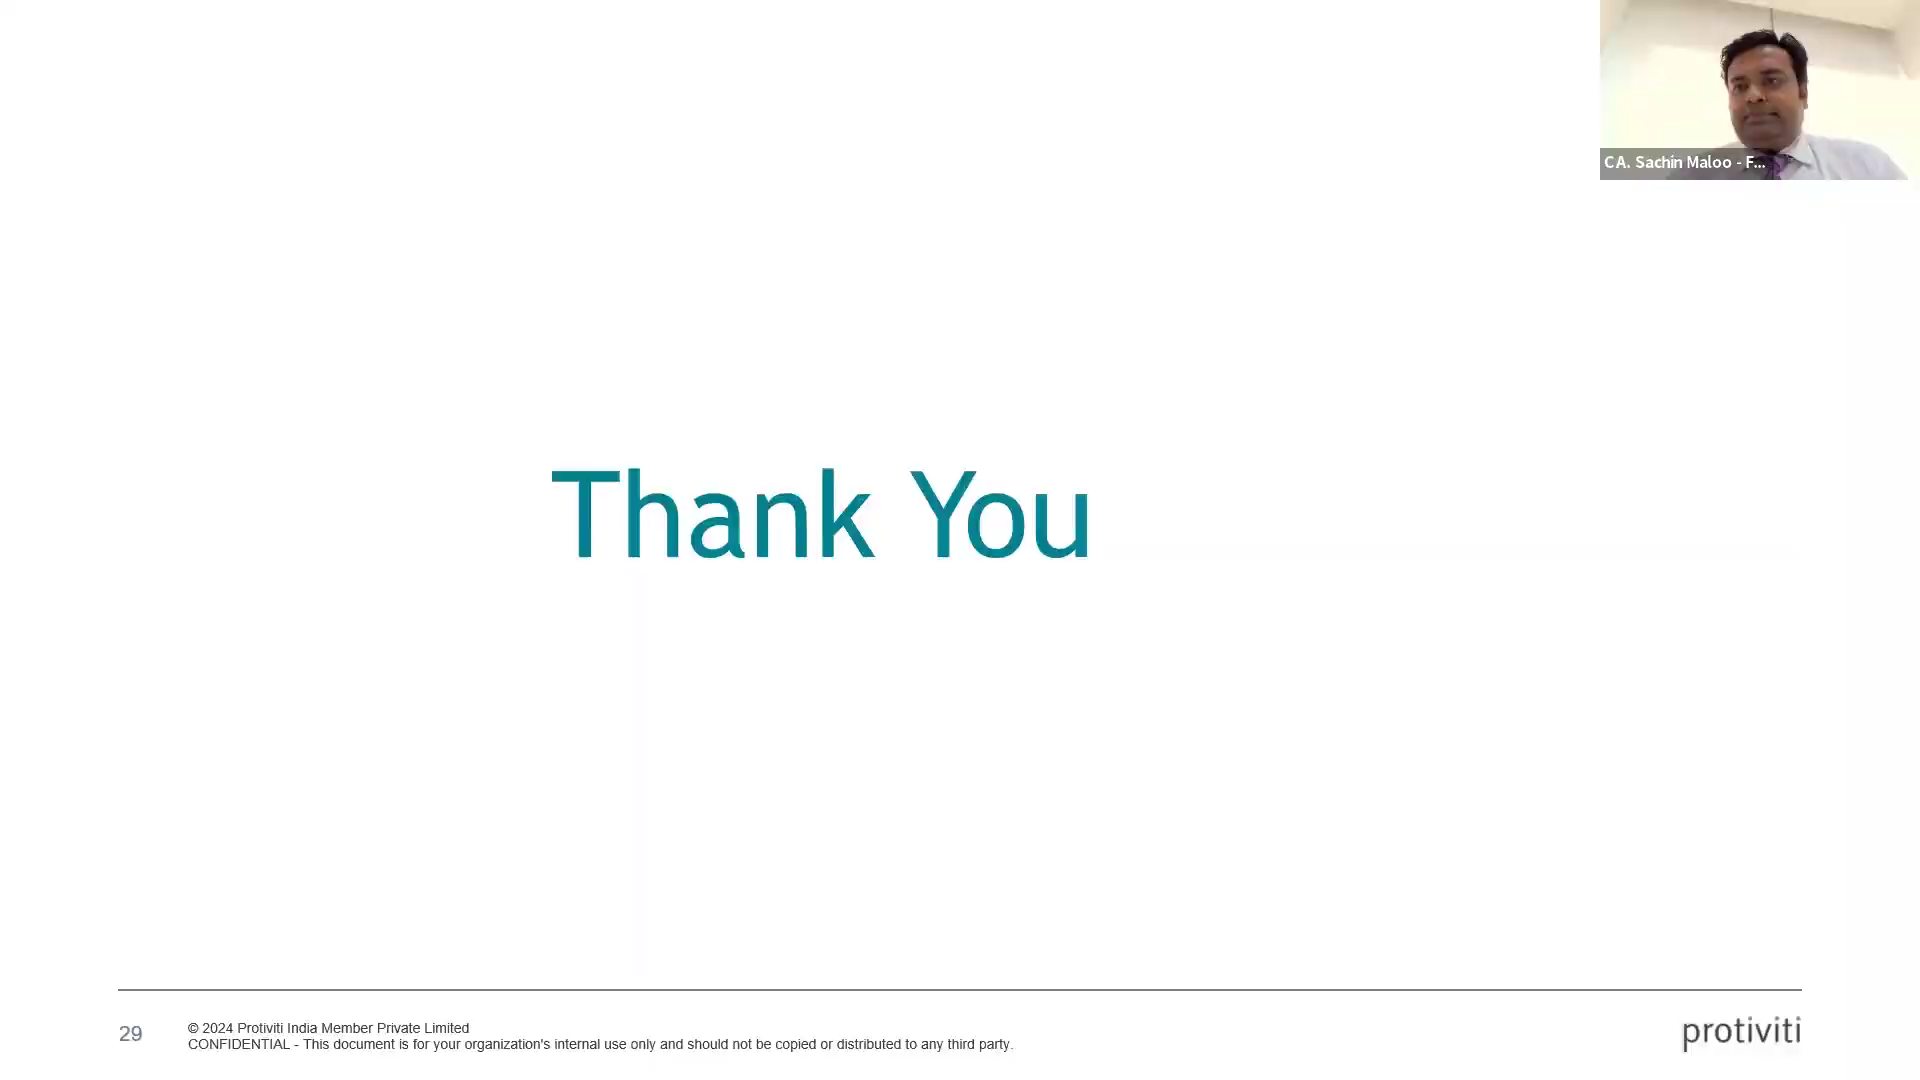 CA. Sachin Maloo - F...
Thank You
29
© 2024 Protiviti India Member Private Limited
CONFIDENTIAL - This document is for your organization's internal use only and should not be copied or distributed to any third party.
protiviti